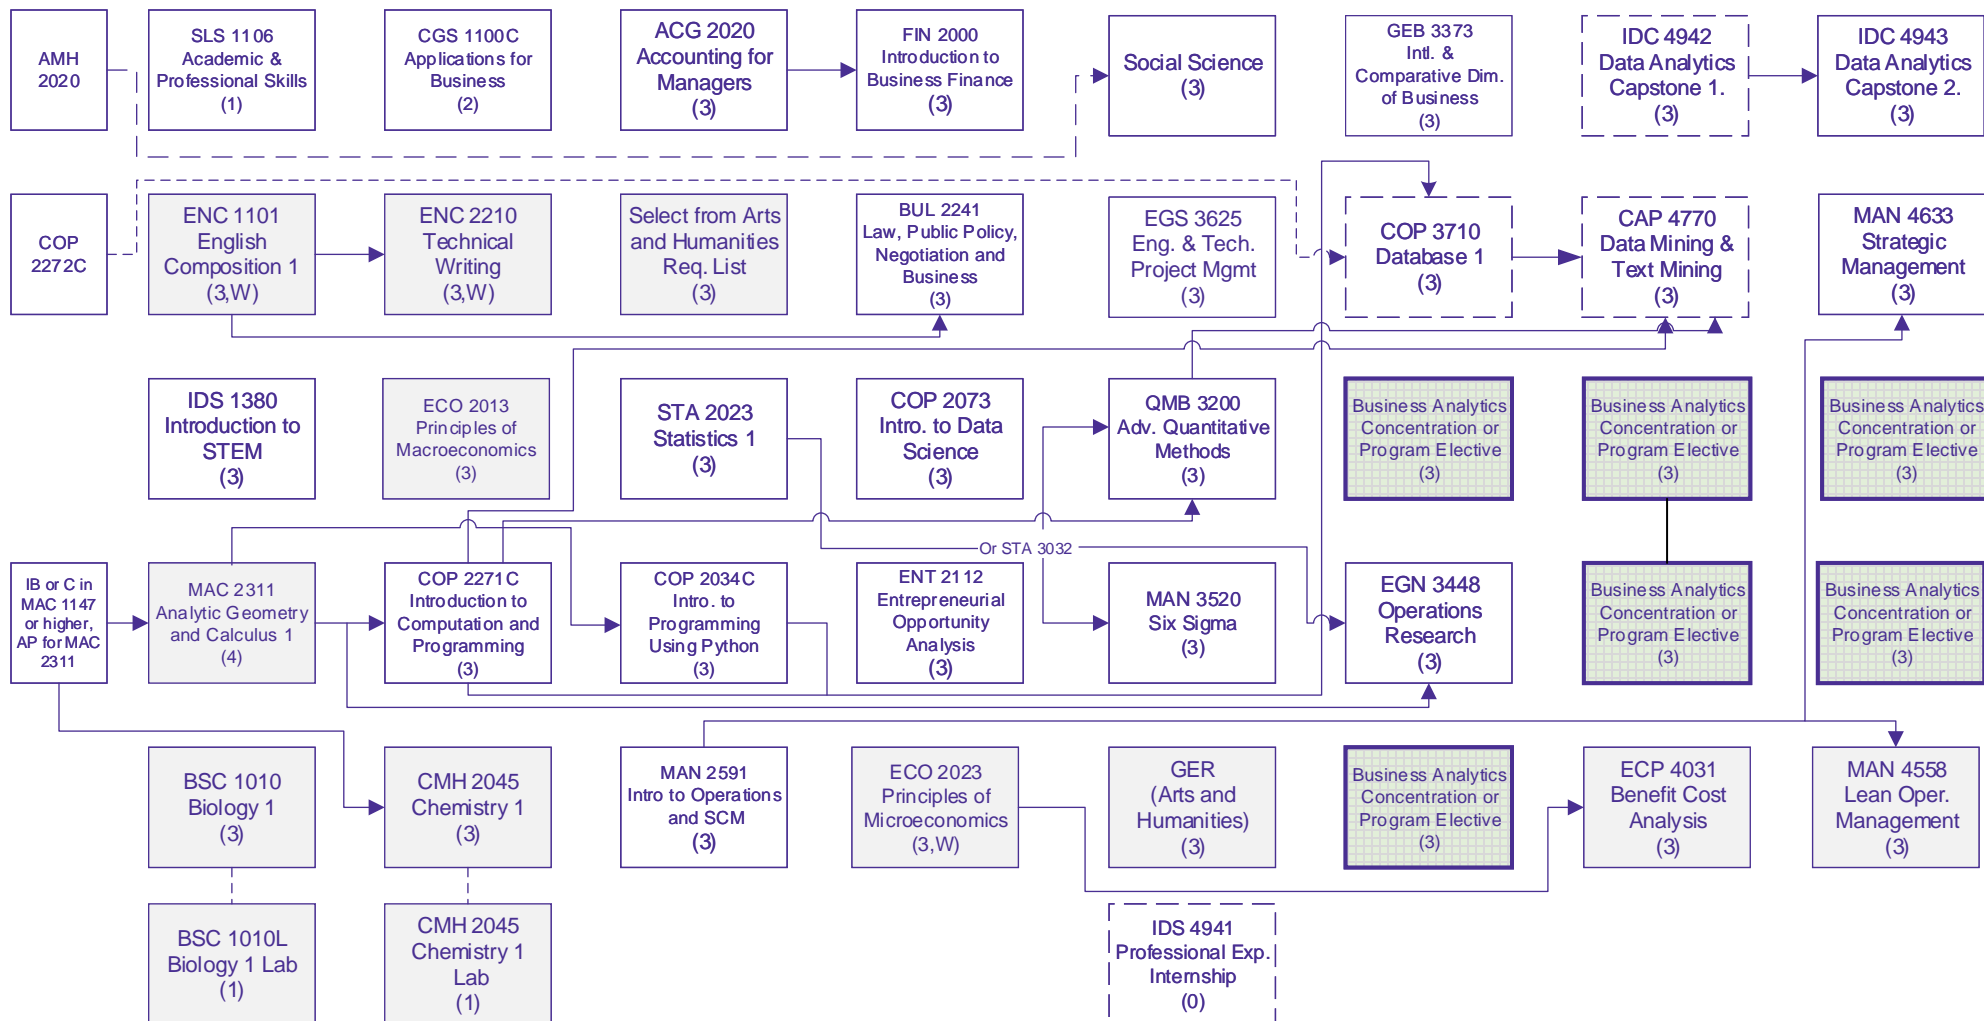 AMH
2020
SLS 1106
Academic &
Professional Skills
(1)
CGS 1100C
Applications for
Business
(2)
ACG 2020
Accounting for
Managers
(3)
FIN 2000
Introduction to
Business Finance
(3)
Social Science
(3)
GEB 3373
Intl. &
Comparative Dim.
of Business
(3)
IDC 4942
Data Analytics
Capstone 1.
(3)
IDC 4943
Data Analytics
Capstone 2.
(3)
COP
2272C
ENC 1101
English
Composition 1
(3,W)
ENC 2210
Technical
Writing
(3,W)
Select from Arts
and Humanities
Req. List
(3)
BUL 2241
Law, Public Policy,
Negotiation and
Business
(3)
EGS 3625
Eng. & Tech.
Project Mgmt
(3)
COP 3710
Database 1
(3)
CAP 4770
Data Mining &
Text Mining
(3)
MAN 4633
Strategic
Management
(3)
IDS 1380
Introduction to
STEM
(3)
ECO 2013
Principles of
Macroeconomics
(3)
STA 2023
Statistics 1
(3)
COP 2073
Intro. to Data
Science
(3)
QMB 3200
Adv. Quantitative
Methods
(3)
Business Analytics
Concentration or
Program Elective
(3)
Business Analytics
Concentration or
Program Elective
(3)
Business Analytics
Concentration or
Program Elective
(3)
Or STA 3032
IB or C in
MAC 1147
or higher,
AP for MAC
2311
MAC 2311
Analytic Geometry
and Calculus 1
(4)
COP 2271C
Introduction to
Computation and
Programming
(3)
COP 2034C
Intro. to
Programming
Using Python
(3)
ENT 2112
Entrepreneurial
Opportunity
Analysis
(3)
MAN 3520
Six Sigma
(3)
EGN 3448
Operations
Research
(3)
Business Analytics
Concentration or
Program Elective
(3)
Business Analytics
Concentration or
Program Elective
(3)
BSC 1010
Biology 1
(3)
CMH 2045
Chemistry 1
(3)
MAN 2591
Intro to Operations
and SCM
(3)
ECO 2023
Principles of
Microeconomics
(3,W)
GER
(Arts and
Humanities)
(3)
Business Analytics
Concentration or
Program Elective
(3)
ECP 4031
Benefit Cost
Analysis
(3)
MAN 4558
Lean Oper.
Management
(3)
BSC 1010L
Biology 1 Lab
(1)
CMH 2045
Chemistry 1
Lab
(1)
IDS 4941
Professional Exp.
Internship
(0)